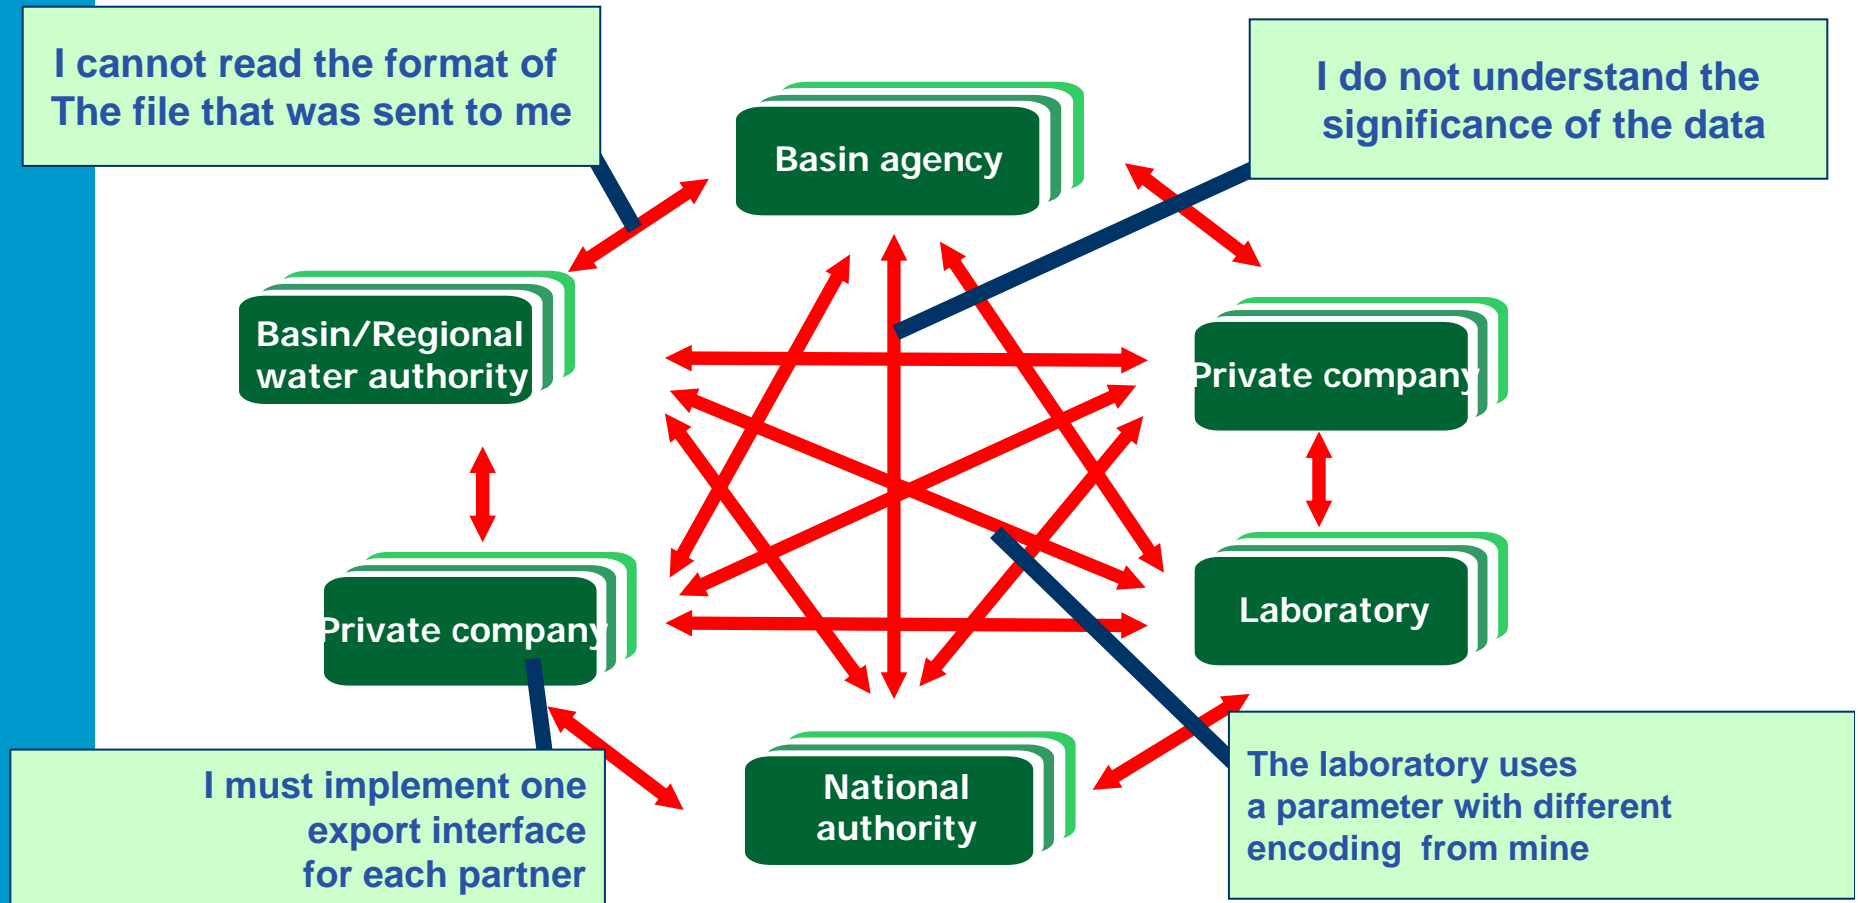 I cannot read the format of
The file that was sent to me
I do not understand the
significance of the data
Basin agency
Basin/Regional
water authority
Private company
Private company
Laboratory
National
authority
I must implement one
export interface
for each partner
The laboratory uses
a parameter with different
encoding from mine